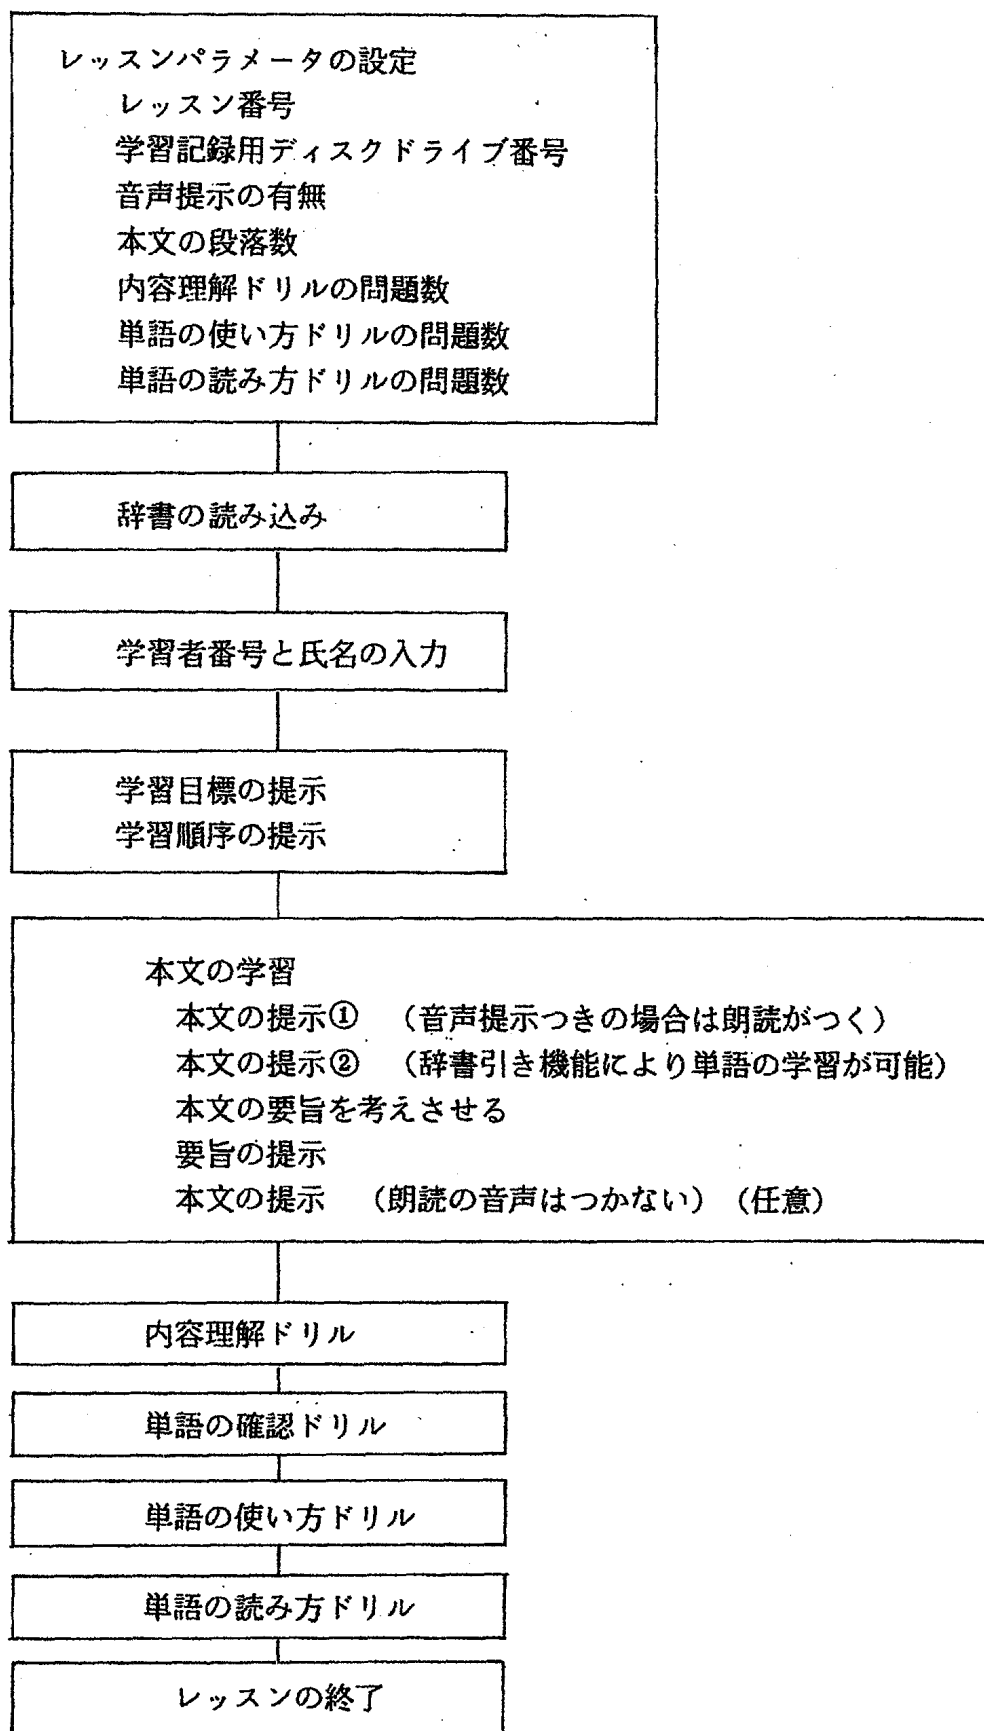 レッスンパラメータの設定
レッスン番号
学習記録用ディスクドライブ番号
音声提示の有無
本文の段落数
内容理解ドリルの問題数
単語の使い方ドリルの問題数
単語の読み方ドリルの問題数
辞書の読み込み
学習者番号と氏名の入力
学習目標の提示
学習順序の提示
本文の学習
本文の提示① (音声提示つきの場合は朗読がつく)
本文の提示② (辞書引き機能により単語の学習が可能)
本文の要旨を考えさせる
要旨の提示
本文の提示 (朗読の音声はつかない) (任意)
内容理解ドリル
単語の確認ドリル
単語の使い方ドリル
単語の読み方ドリル
レッスンの終了